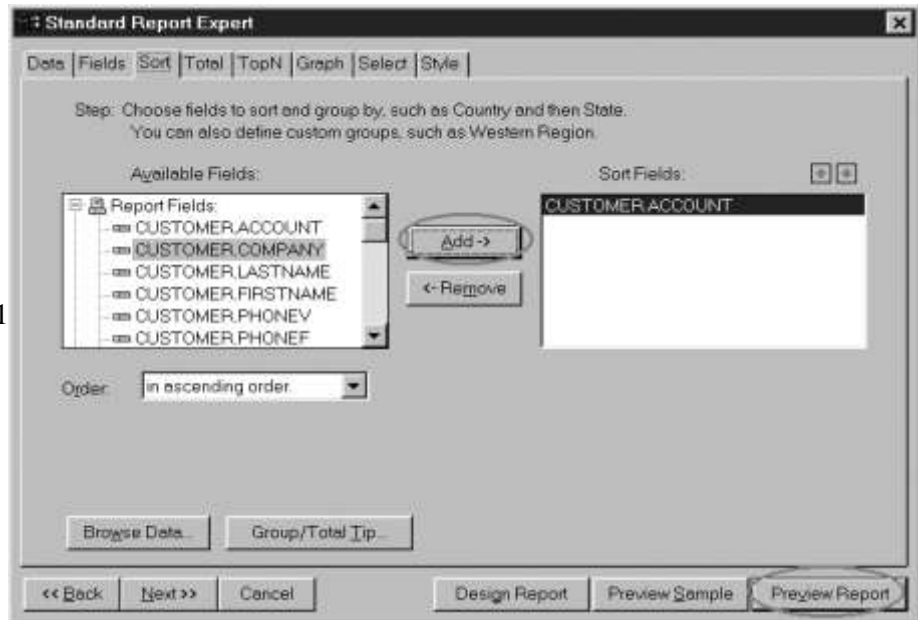 Standard Report Expert
Data Fields Sort Total TopN Graph Select Style
Step: Choose fields to sort and group by, such as Country and then State.
You can also define custom groups, such as Western Region.
Available Fields:
Report Fields:
CUSTOMER.ACCOUNT
CUSTOMER.COMPANY
CUSTOMER.LASTNAME
CUSTOMER.FIRSTNAME
CUSTOMER.PHONEV
CUSTOMER.PHONEF
Add ->
<- Remove
Sort Fields:
CUSTOMER.ACCOUNT
1
Order: in ascending order.
Browse Data... Group/Total Tip...
<< Back Next >> Cancel Design Report Preview Sample Preview Report